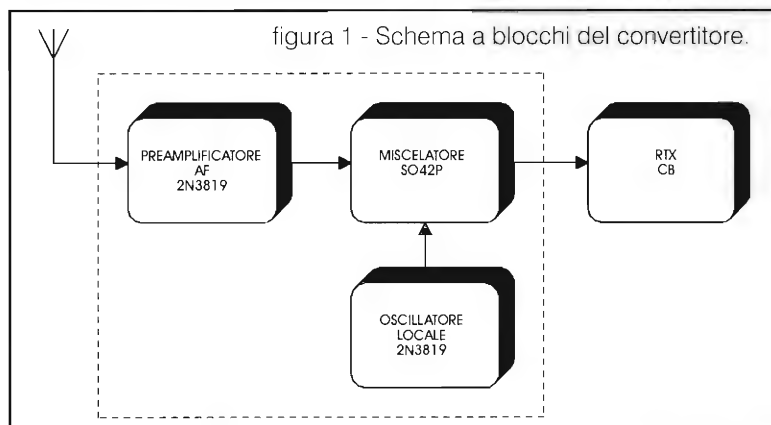 figura 1 - Schema a blocchi del convertitore.
PREAMPLIFICATORE
AF
2N3819
MISCELATORE
SO42P
RTX
CB
OSCILLATORE
LOCALE
2N3819